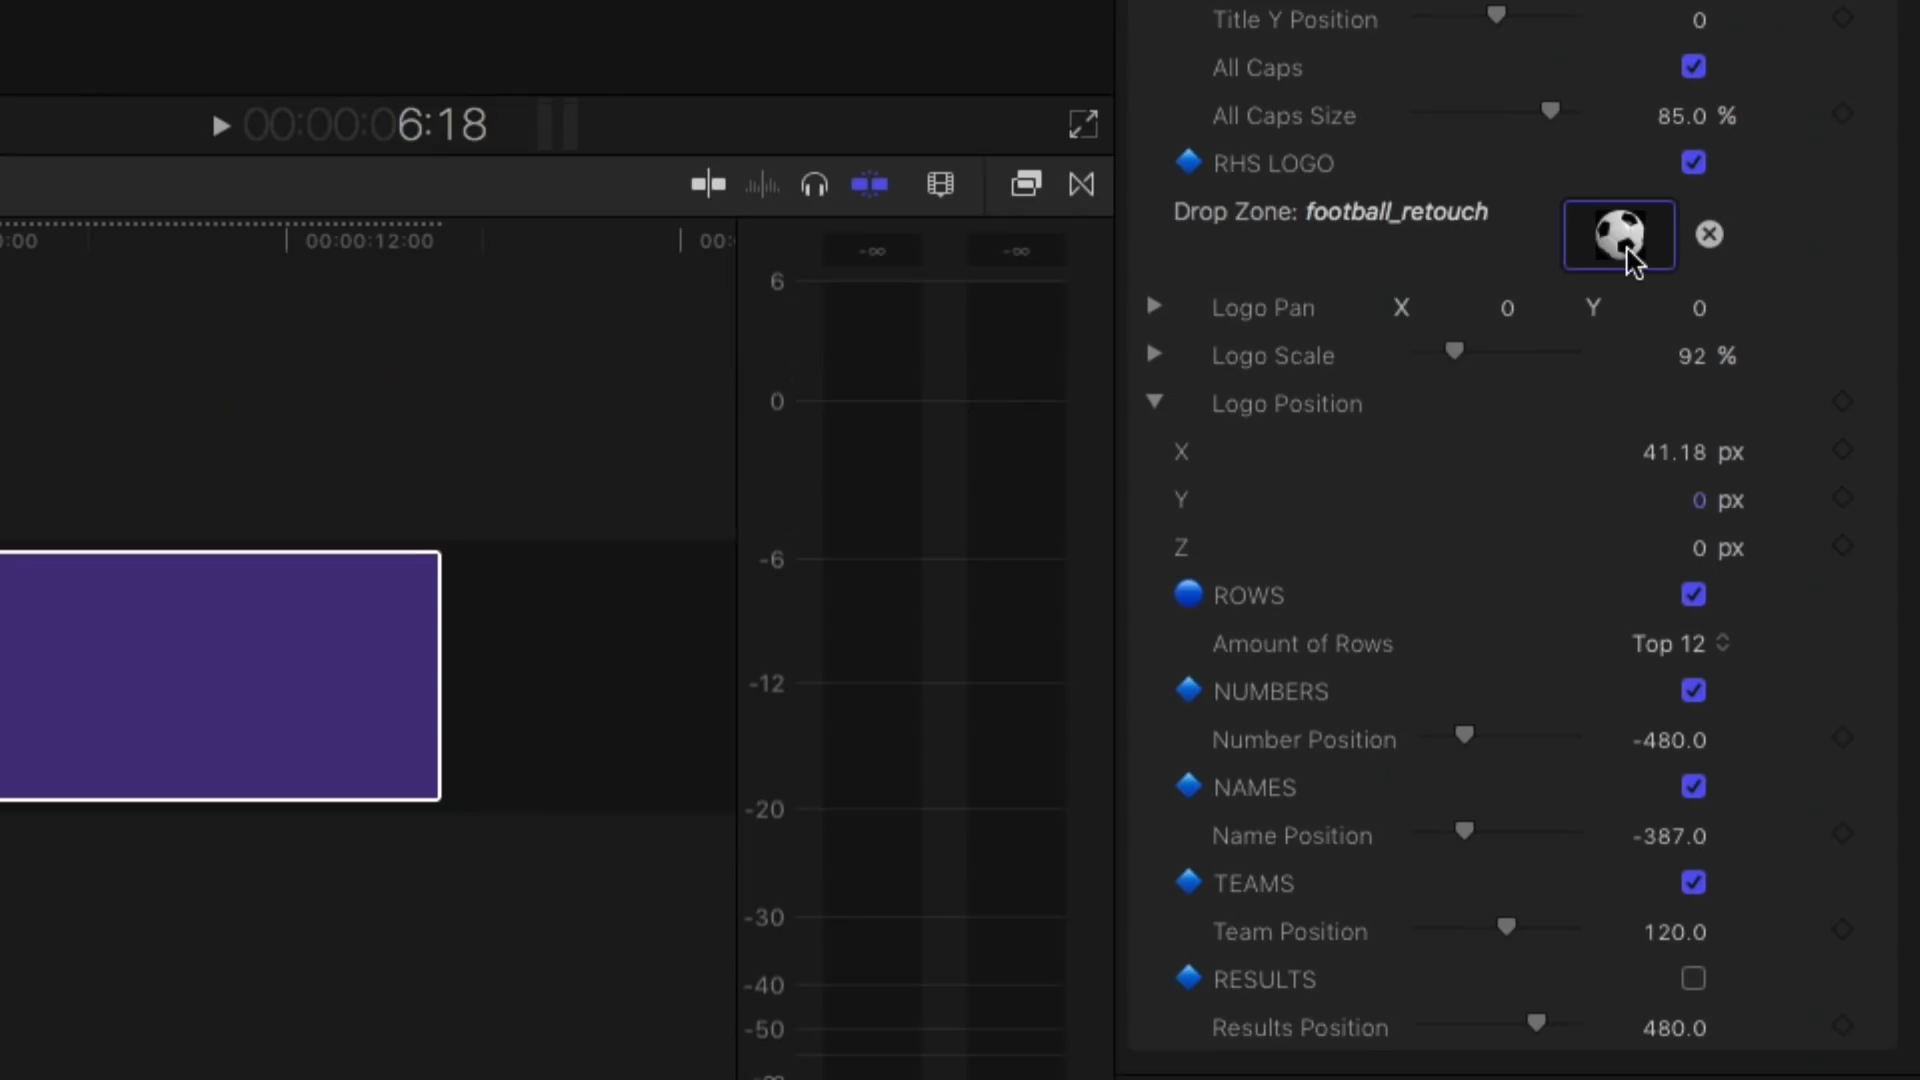 Title Y Position 0
All Caps
00:00:06:18
All Caps Size 85.0 %
RHS LOGO
Drop Zone: football_retouch
:00 00:00:12:00 00:
-∞ -∞
6
Logo Pan X 0 Y 0
Logo Scale 92 %
0
Logo Position
X 41.18 px
Y 0 px
Z 0 px
-6
ROWS
Amount of Rows Top 12
-12
NUMBERS
Number Position -480.0
NAMES
-20
Name Position -387.0
TEAMS
-30
Team Position 120.0
RESULTS
-40
Results Position 480.0
-50
-∞